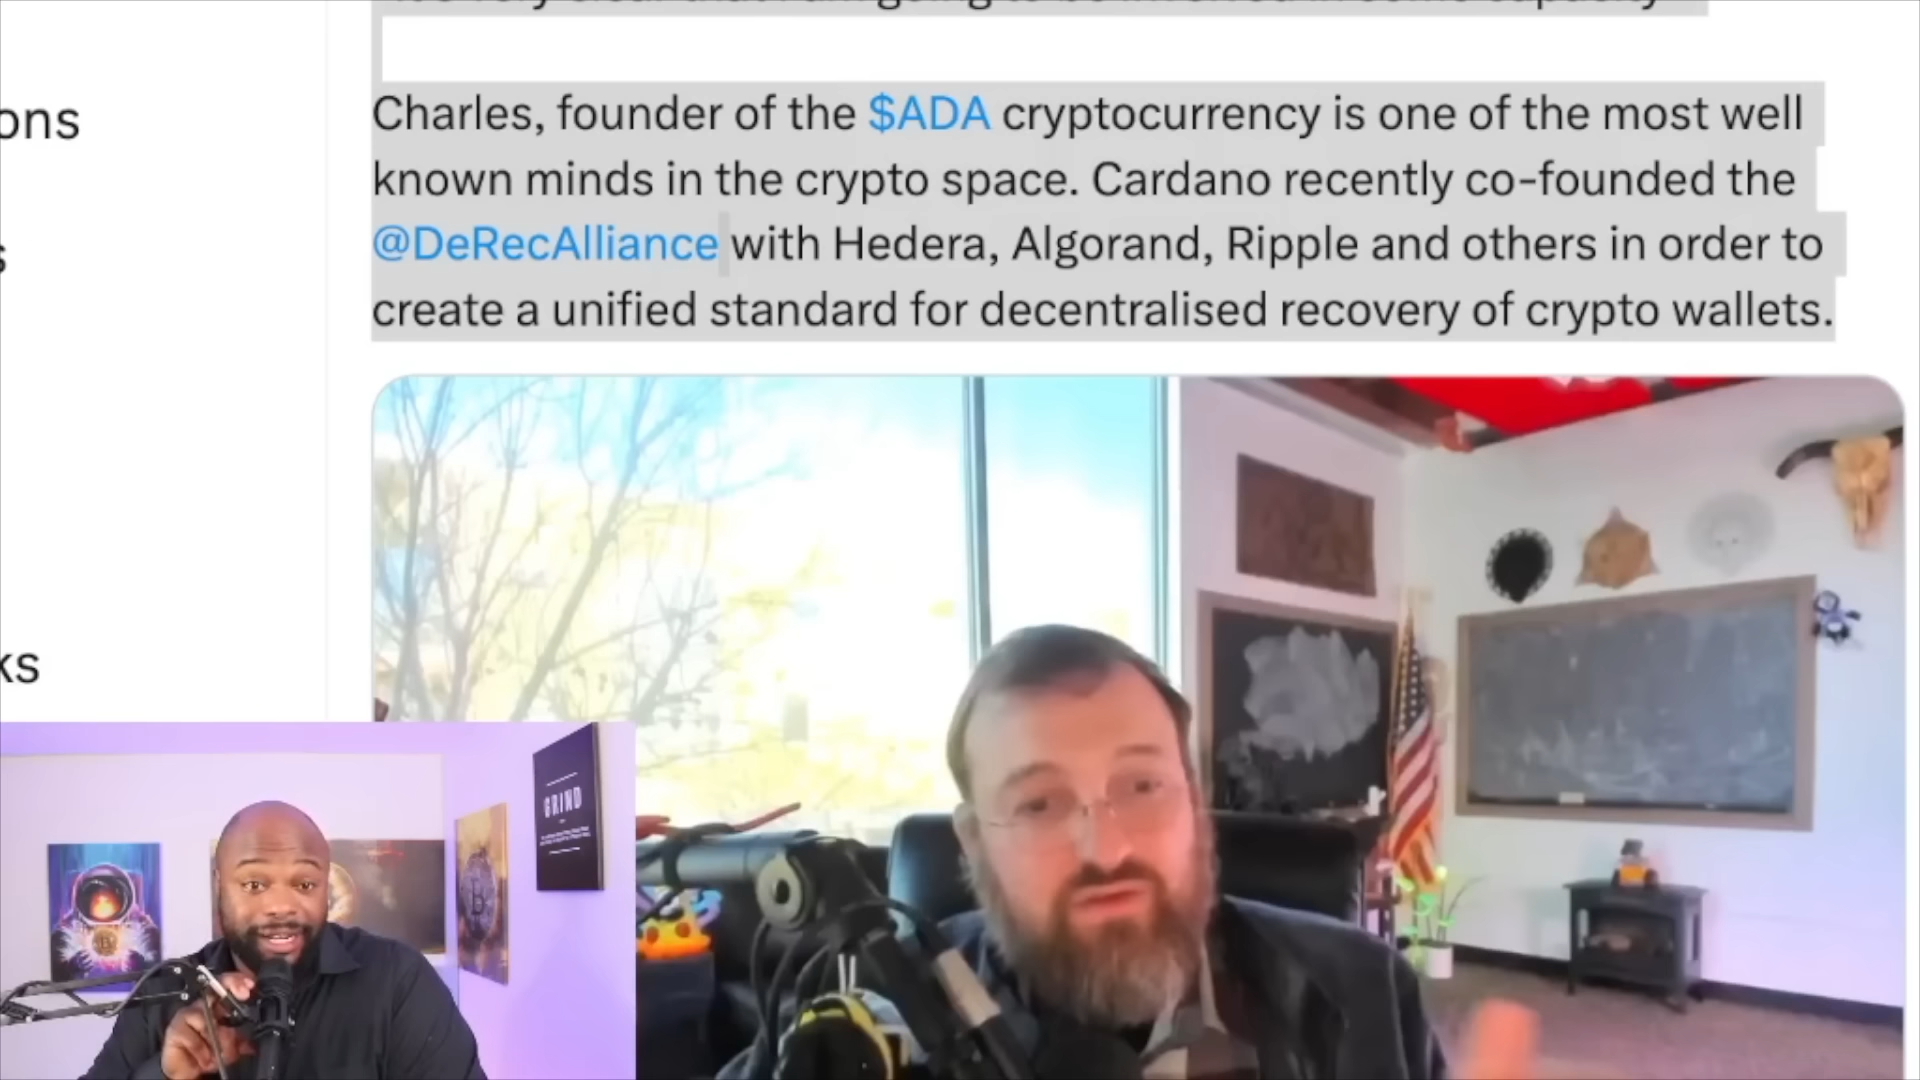 ons
Charles, founder of the $ADA cryptocurrency is one of the most well
known minds in the crypto space. Cardano recently co-founded the
@DeRecAlliance with Hedera, Algorand, Ripple and others in order to
create a unified standard for decentralised recovery of crypto wallets.
ks
GRIND